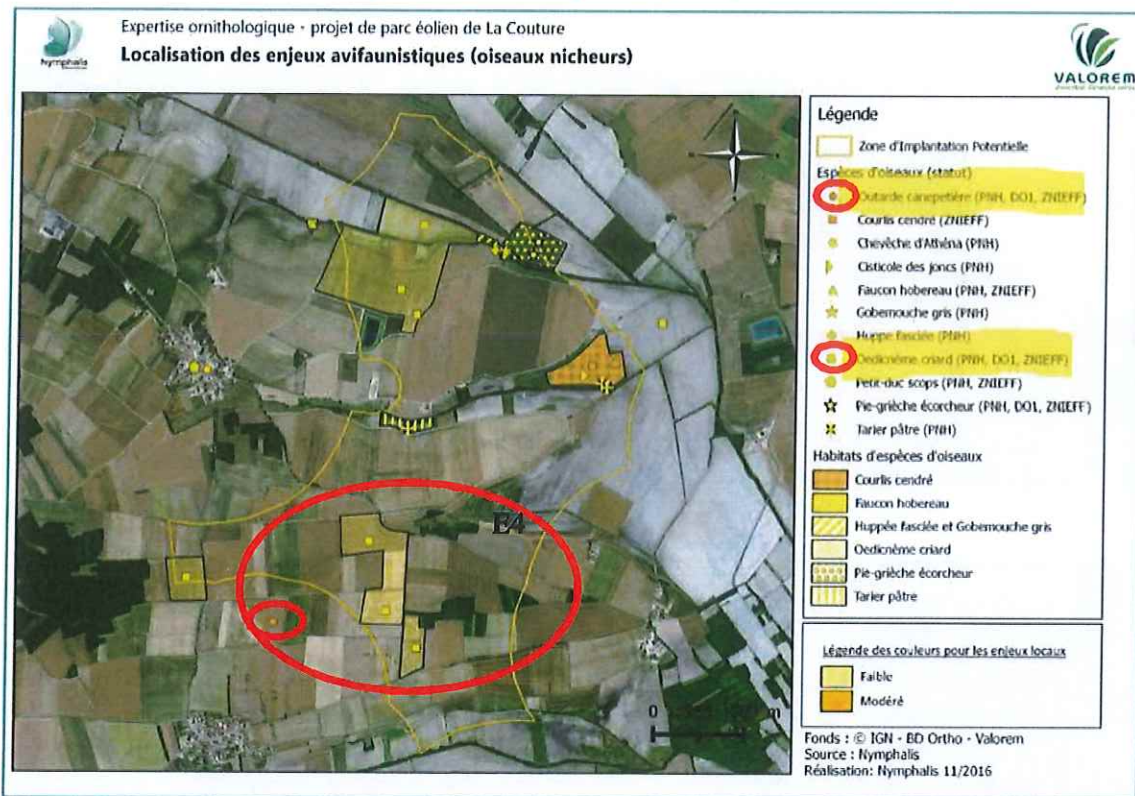 Expertise ornithologique - projet de parc éolien de La Couture
Localisation des enjeux avifaunistiques (oiseaux nicheurs)
Nymphalis
VALOREM
Légende
Zone d'Implantation Potentielle
Espèces d'oiseaux (statut)
Outarde canepetière (PNH, DO1, ZNIEFF)
Courlis cendré (ZNIEFF)
Chevêche d'Athéna (PNH)
Cisticole des joncs (PNH)
Faucon hobereau (PNH, ZNIEFF)
Gobemouche gris (PNH)
Huppe fasciée (PNH)
Oedicnème criard (PNH, DO1, ZNIEFF)
Petit-duc scops (PNH, ZNIEFF)
Pie-grièche écorcheur (PNH, DO1, ZNIEFF)
Tarier pâtre (PNH)
Habitats d'espèces d'oiseaux
Courlis cendré
Faucon hobereau
Huppée fasciée et Gobemouche gris
Oedicnème criard
Pie-grièche écorcheur
Tarier pâtre
Légende des couleurs pour les enjeux locaux
Faible
Modéré
E4
0
Fonds : © IGN - BD Ortho - Valorem
Source : Nymphalis
Réalisation: Nymphalis 11/2016